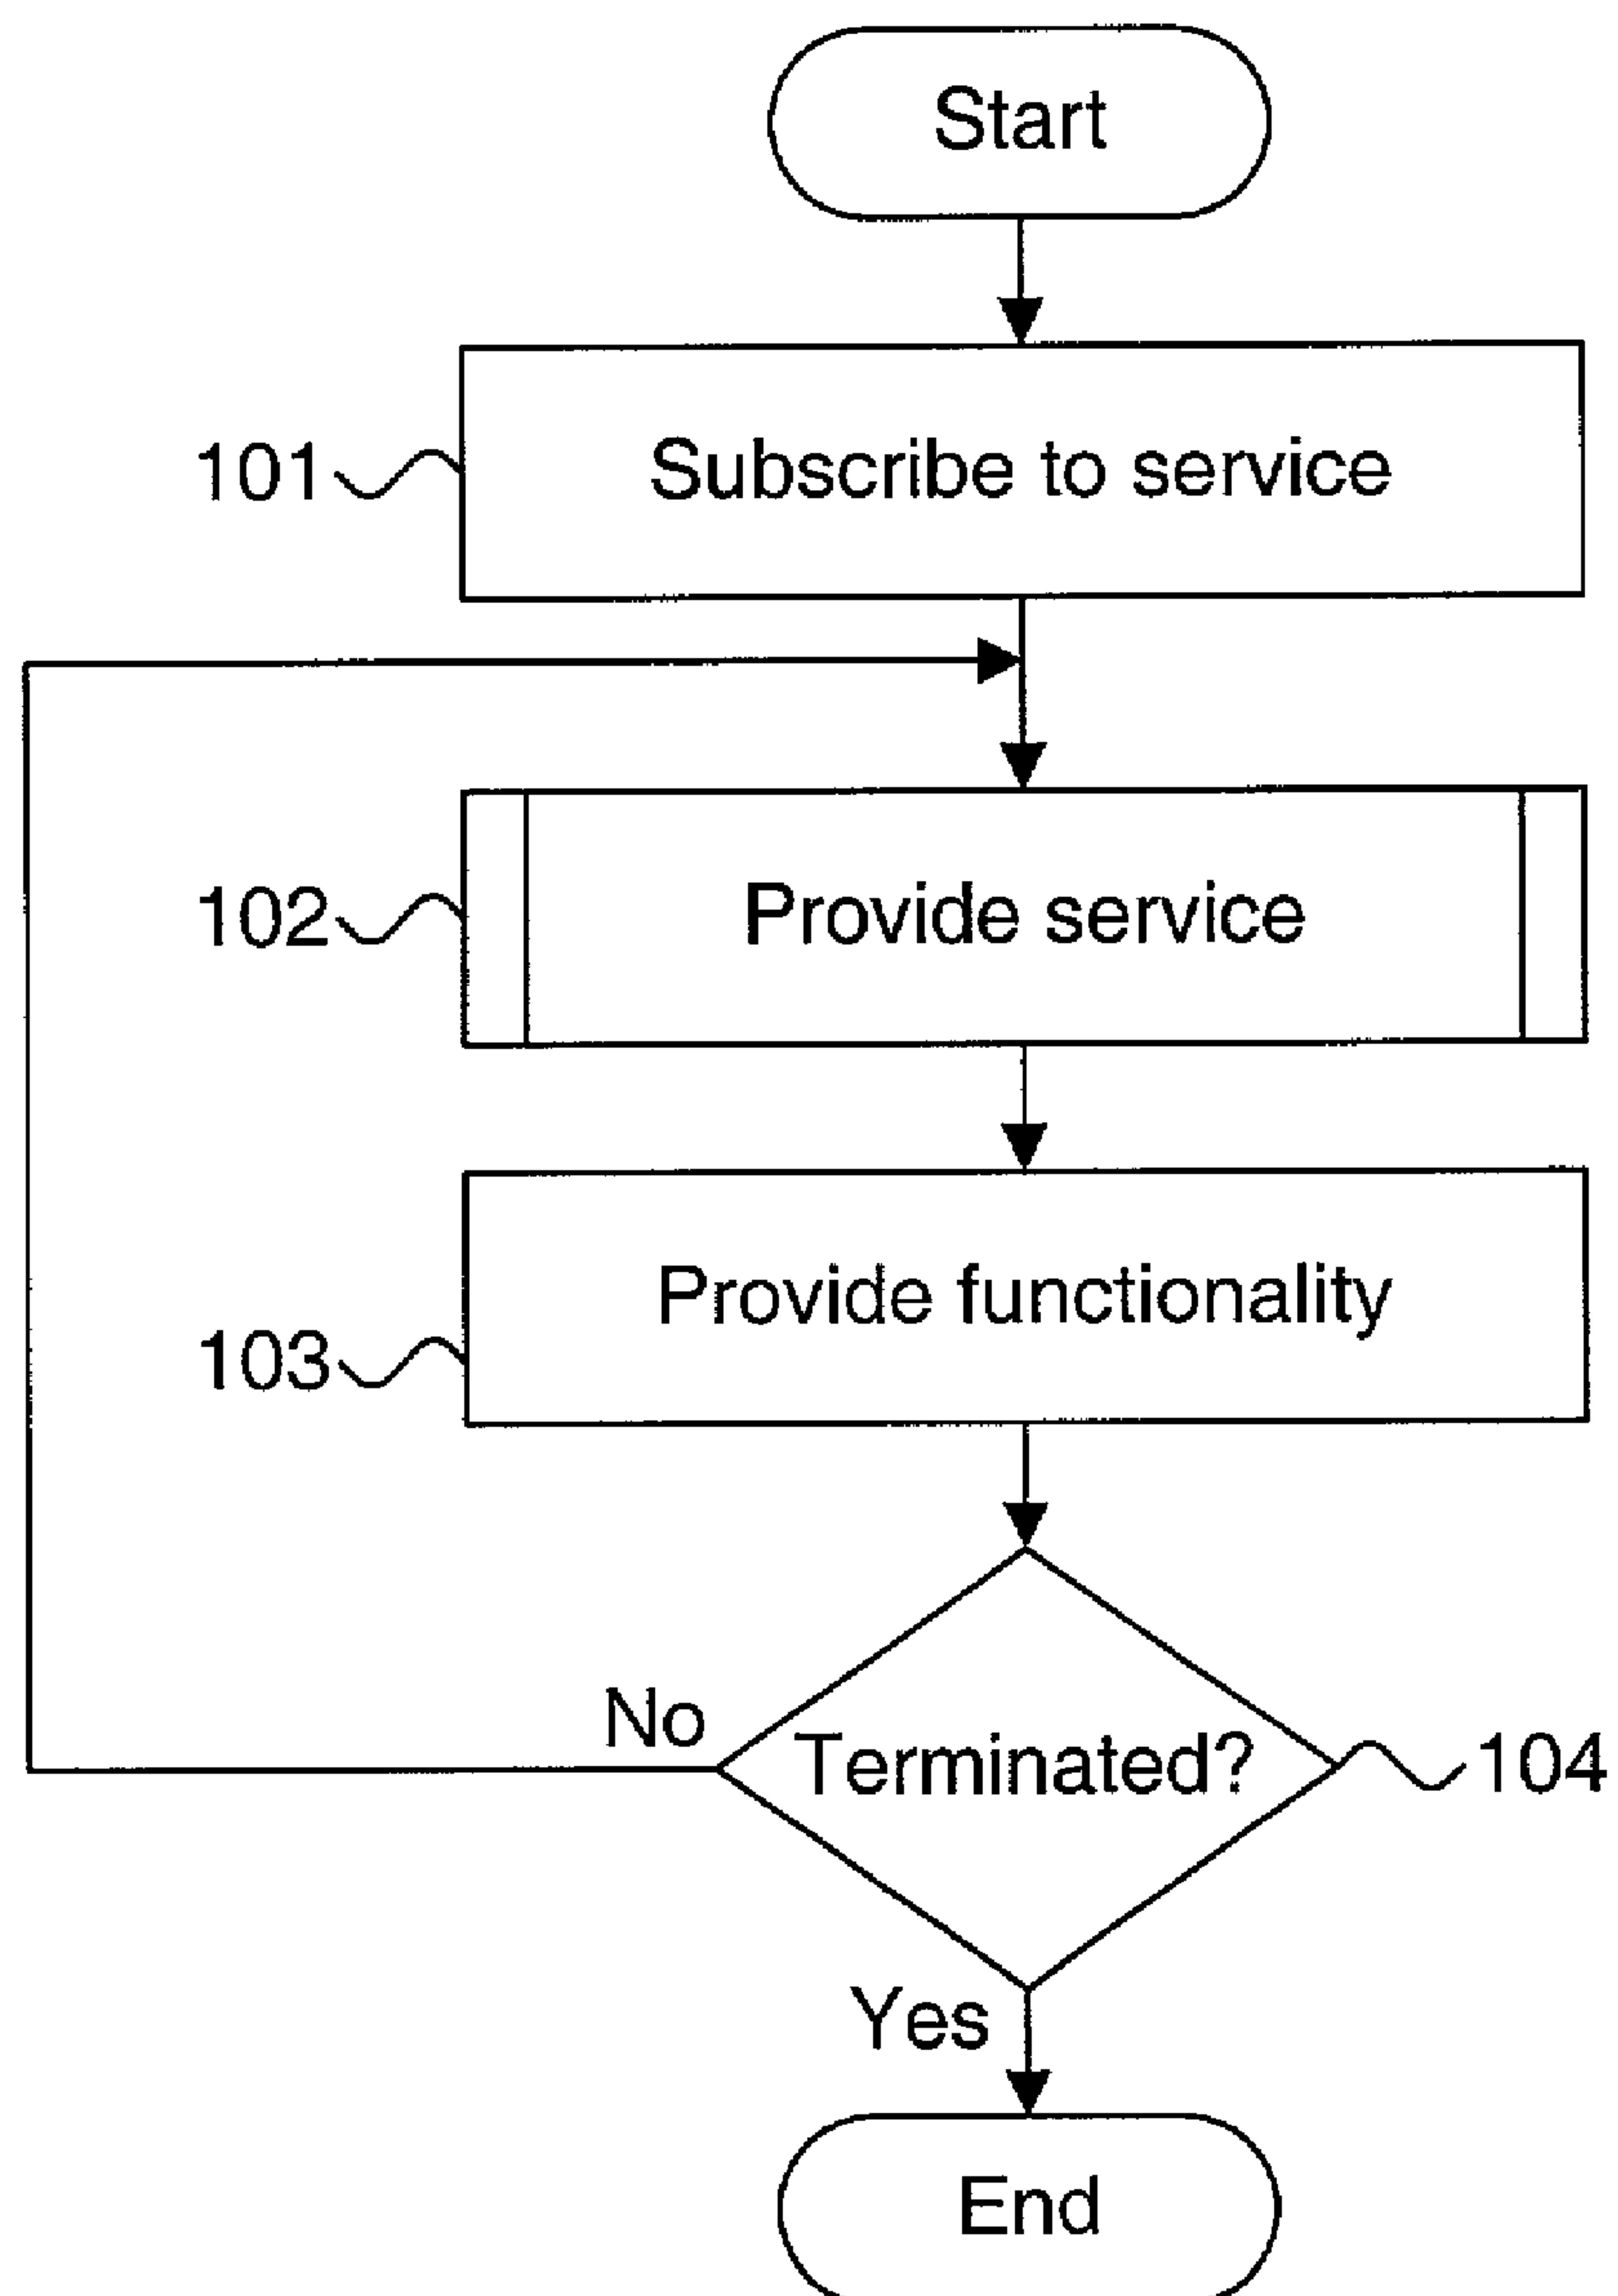 Start
101
Subscribe to service
102
Provide service
Provide functionality
103
No
Terminated?
104
Yes
End